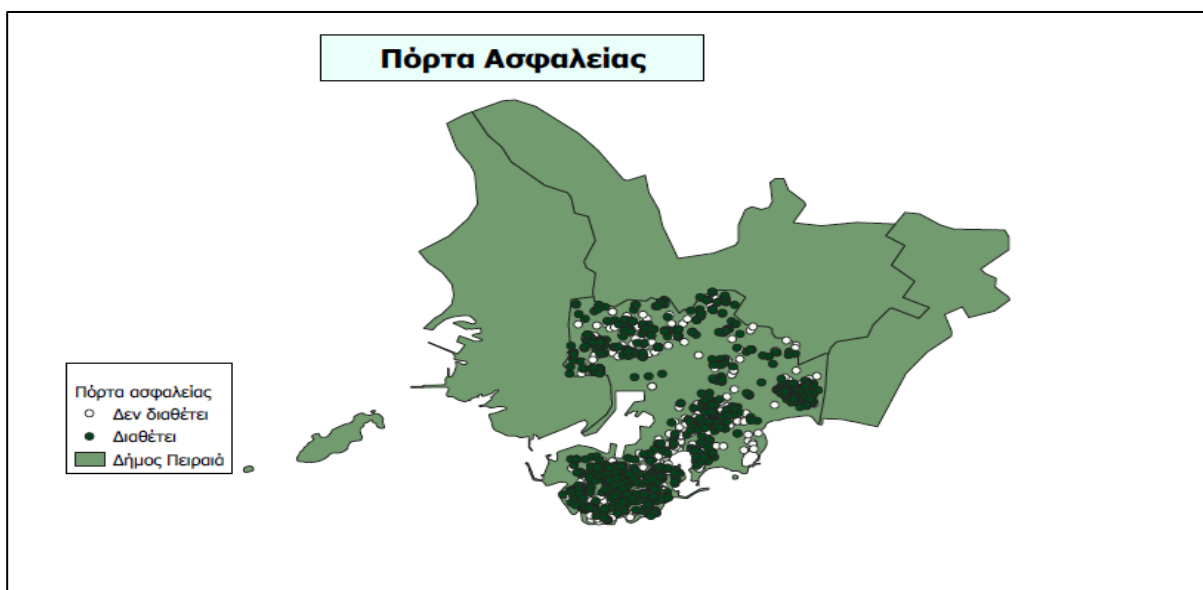 Πόρτα Ασφαλείας
Πόρτα ασφαλείας
Δεν διαθέτει
Διαθέτει
Δήμος Πειραιά